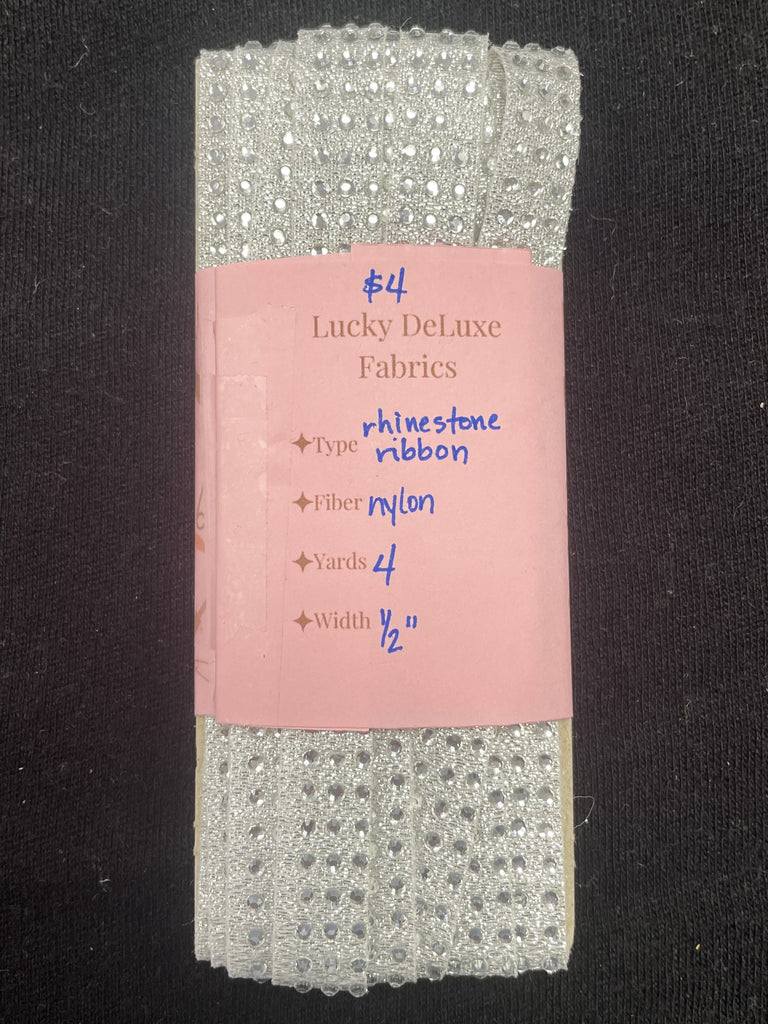 $4
Lucky DeLuxe
Fabrics
Type rhinestone
ribbon
Fiber nylon
Yards 4
Width 1/2"